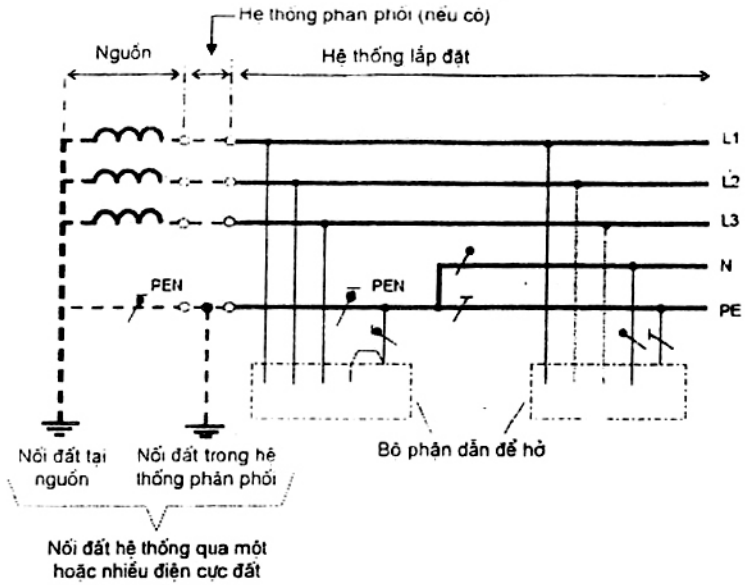 Hệ thống phân phối (nếu có)
Nguồn
Hệ thống lắp đặt
L1
L2
L3
N
PEN
PEN
PE
Nối đất tại
nguồn
Nối đất trong hệ
thống phân phối
Bộ phận dẫn để hở
Nối đất hệ thống qua một
hoặc nhiều điện cực đất